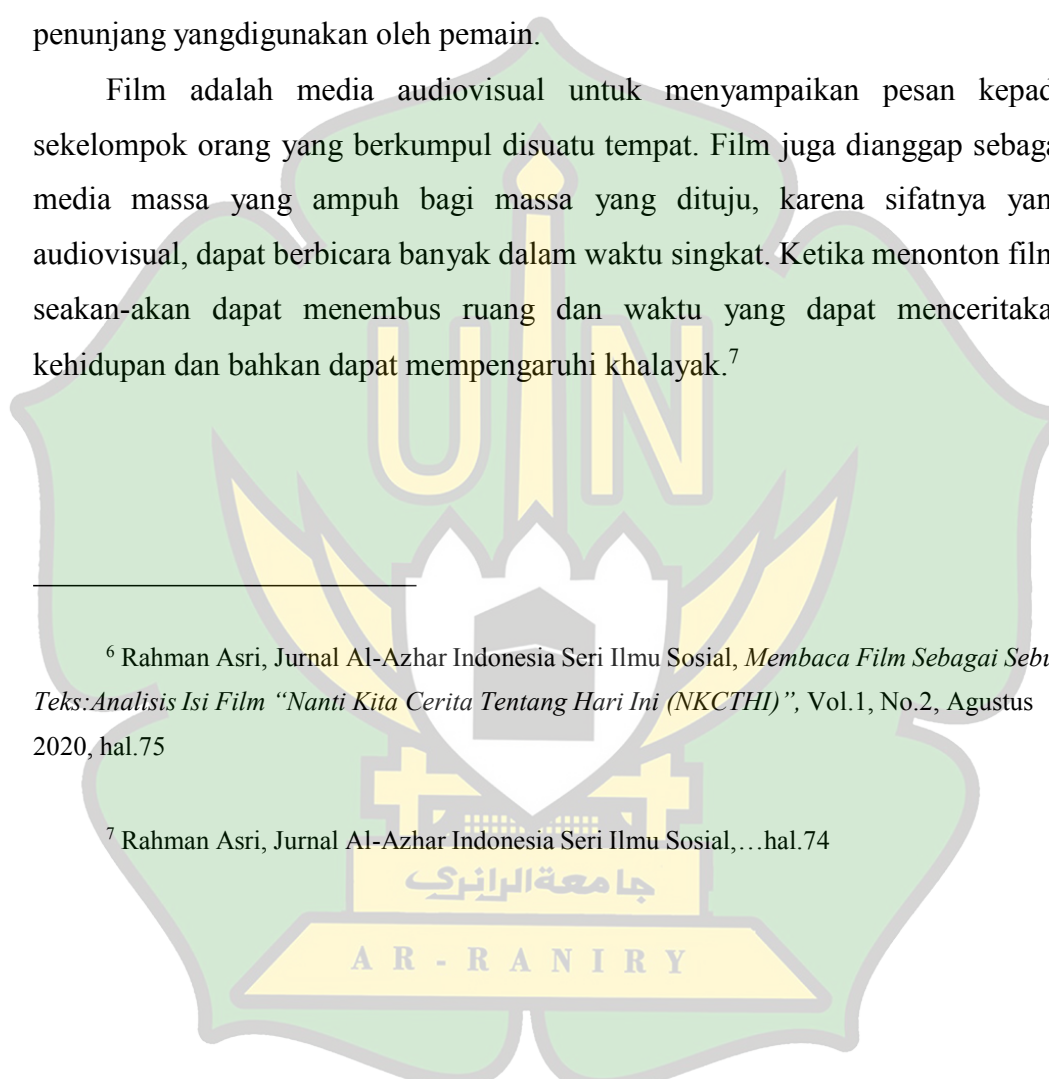 penunjang yangdigunakan oleh pemain.
Film adalah media audiovisual untuk menyampaikan pesan kepad
sekelompok orang yang berkumpul disuatu tempat. Film juga dianggap sebaga
media massa yang ampuh bagi massa yang dituju, karena sifatnya yan
audiovisual, dapat berbicara banyak dalam waktu singkat. Ketika menonton film
seakan-akan dapat menembus ruang dan waktu yang dapat menceritaka
kehidupan dan bahkan dapat mempengaruhi khalayak.7
UIN
6 Rahman Asri, Jurnal Al-Azhar Indonesia Seri Ilmu Sosial, Membaca Film Sebagai Sebu
Teks:Analisis Isi Film “Nanti Kita Cerita Tentang Hari Ini (NKCTHI)”, Vol.1, No.2, Agustus
2020, hal.75
7 Rahman Asri, Jurnal Al-Azhar Indonesia Seri Ilmu Sosial,…hal.74
جامعةالرانري
AR-RANIRY